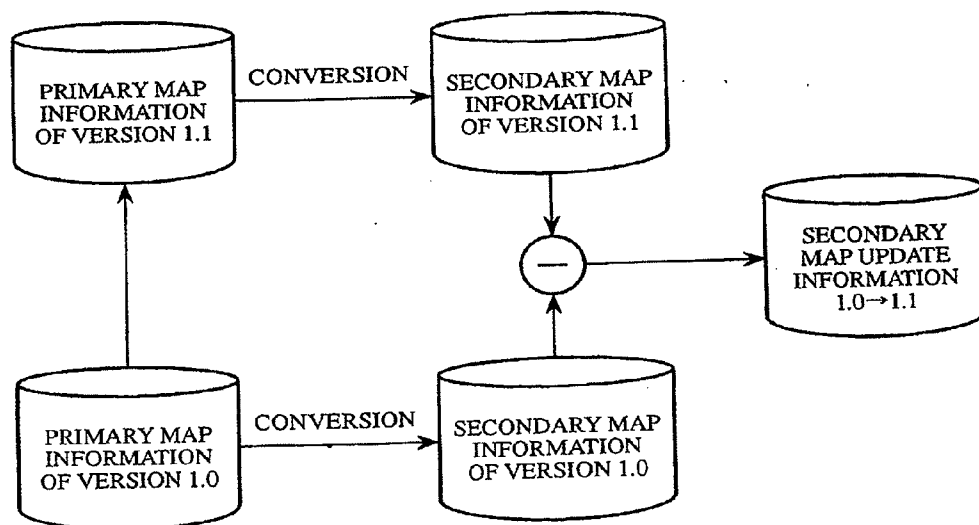 PRIMARY MAP
INFORMATION
OF VERSION 1.1
CONVERSION
SECONDARY MAP
INFORMATION
OF VERSION 1.1
SECONDARY
MAP UPDATE
INFORMATION
1.0→1.1
PRIMARY MAP
INFORMATION
OF VERSION 1.0
CONVERSION
SECONDARY MAP
INFORMATION
OF VERSION 1.0